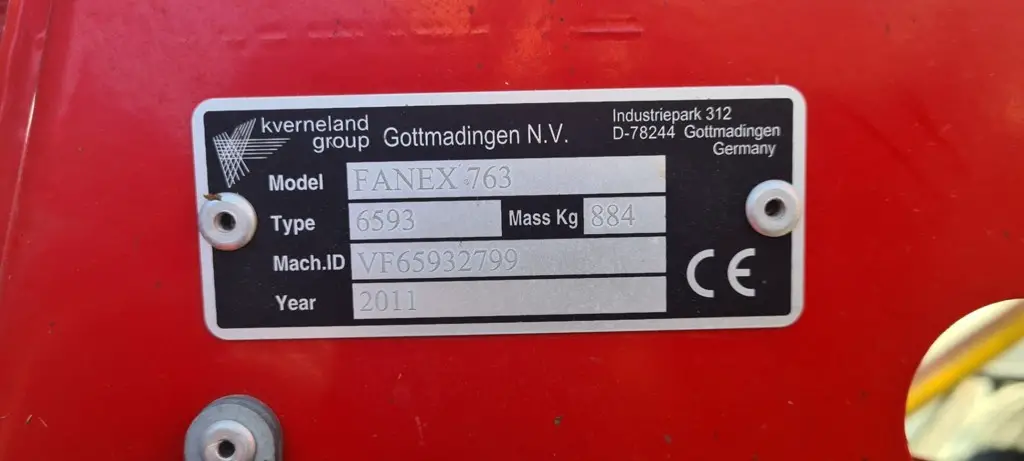 kverneland
group
Gottmadingen N.V.
Industriepark 312
D-78244 Gottmadingen
Germany
Model FANEX 763
Type 6593 Mass Kg 884
Mach.ID VF65932799
Year 2011
CE